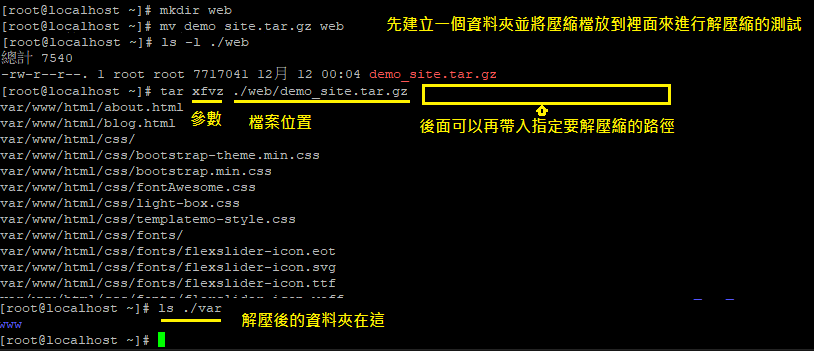 [root@localhost ~]# mkdir web
[root@localhost ~]# mv demo_site.tar.gz web
先建立一個資料夾並將壓縮檔放到裡面來進行解壓縮的測試
[root@localhost ~]# ls -l ./web
總計 7540
-rw-r--r--. 1 root root 7717041 12月 12 00:04 demo_site.tar.gz
[root@localhost ~]# tar xfvz ./web/demo_site.tar.gz
var/www/html/about.html
參數
檔案位置
後面可以再帶入指定要解壓縮的路徑
var/www/html/blog.html
var/www/html/css/
var/www/html/css/bootstrap-theme.min.css
var/www/html/css/bootstrap.min.css
var/www/html/css/fontAwesome.css
var/www/html/css/light-box.css
var/www/html/css/templatemo-style.css
var/www/html/css/fonts/
var/www/html/css/fonts/flexslider-icon.eot
var/www/html/css/fonts/flexslider-icon.svg
var/www/html/css/fonts/flexslider-icon.ttf
[root@localhost ~]# ls ./var
解壓後的資料夾在這
www
[root@localhost ~]#